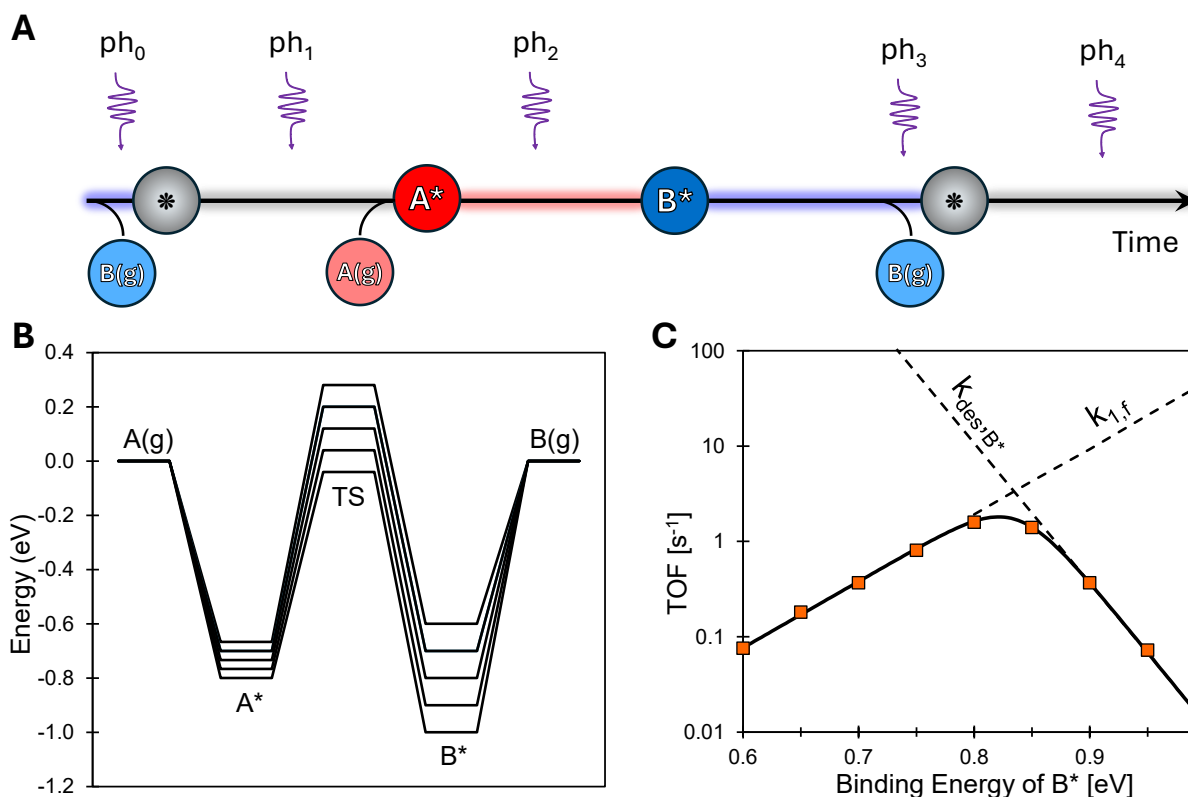 A
ph0 ph1 ph2 ph3 ph4
* A* B* *
B(g) A(g) B(g)
Time
B
0.4
0.2
0.0
-0.2
-0.4
-0.6
-0.8
-1.0
-1.2
Energy (eV)
A(g)
B(g)
TS
A*
B*
C
100
10
1
0.1
0.01
TOF [s-1]
kdes,B*
k1,f
0.6 0.7 0.8 0.9
Binding Energy of B* [eV]